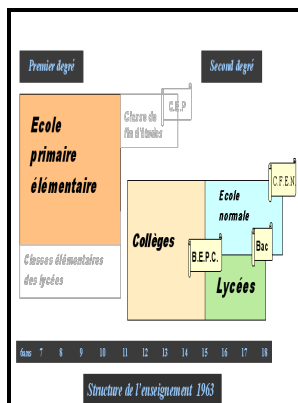 Premier degré
Second degré
Ecole
primaire
élémentaire
Classe de
fin d'études
C.E.P
Classes élémentaires
des lycées
Collèges
B.E.P.C.
Ecole
normale
C.F.E.N.
Bac
Lycées
6ans 7 8 9 10 11 12 13 14 15 16 17 18
Structure de l'enseignement 1963